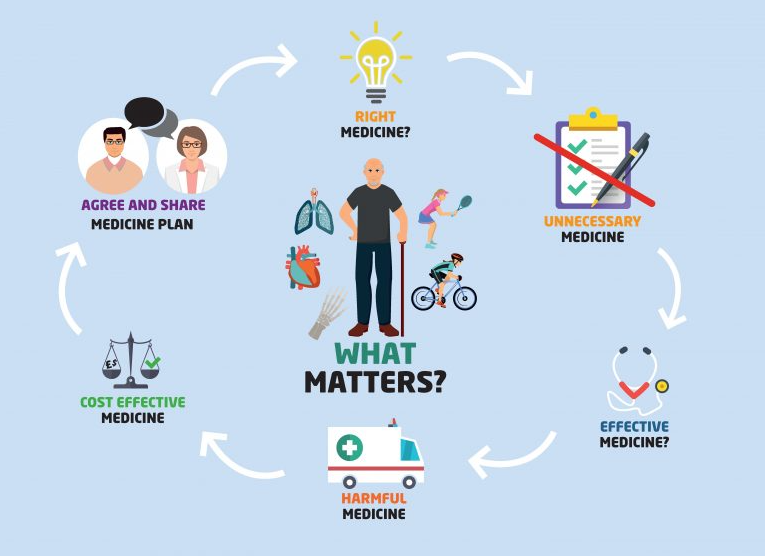 RIGHT
MEDICINE?
UNNECESSARY
MEDICINE
EFFECTIVE
MEDICINE?
HARMFUL
MEDICINE
COST EFFECTIVE
MEDICINE
£$
AGREE AND SHARE
MEDICINE PLAN
WHAT
MATTERS?